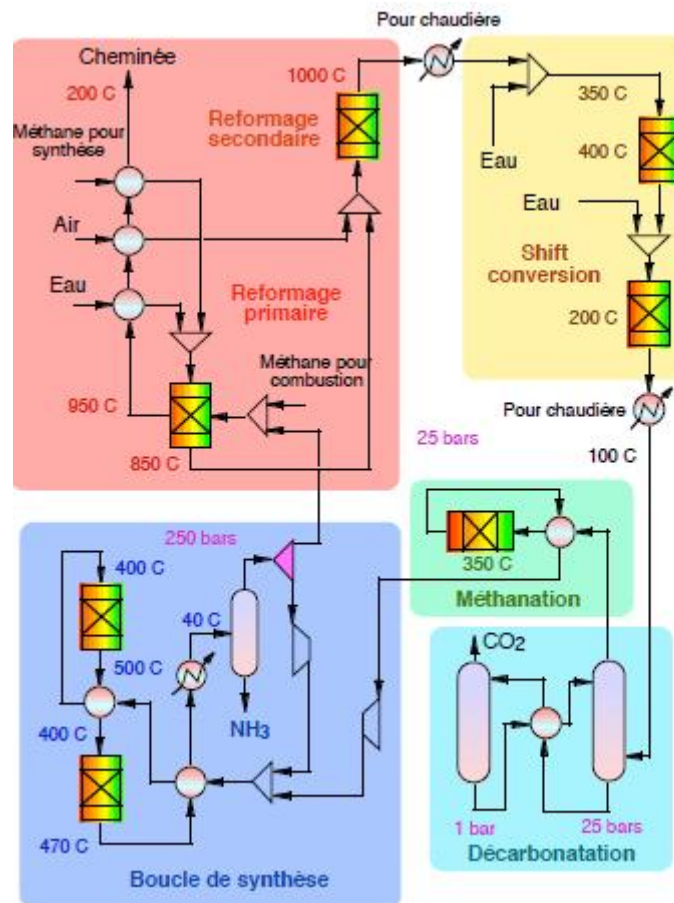 Pour chaudière
Cheminée
200 C
1000 C
Reformage
secondaire
Méthane pour
synthèse
350 C
400 C
Eau
Air
Eau
Shift
conversion
Eau
Reformage
primaire
200 C
Méthane pour
combustion
950 C
850 C
Pour chaudière
25 bars
100 C
250 bars
400 C
350 C
Méthanation
40 C
500 C
CO2
NH3
400 C
470 C
1 bar
25 bars
Boucle de synthèse
Décarbonatation